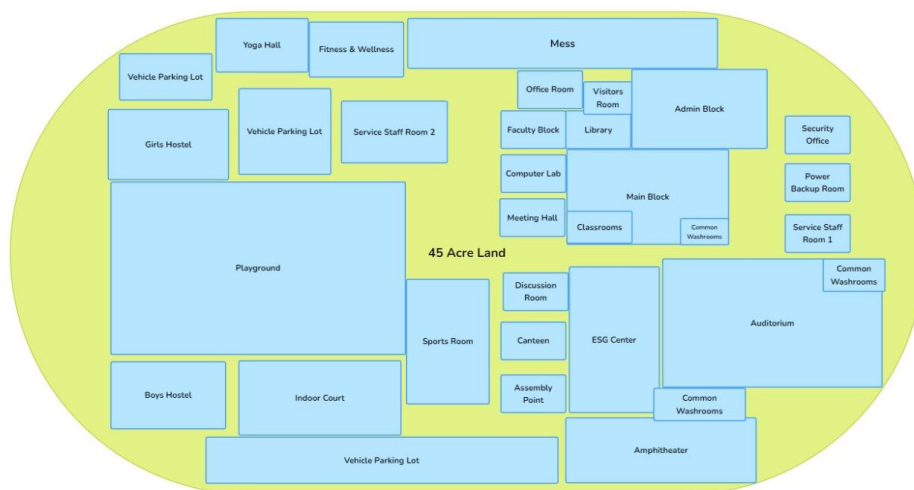 Yoga Hall
Fitness & Wellness
Mess
Vehicle Parking Lot
Office Room
Visitors
Room
Admin Block
Girls Hostel
Vehicle Parking Lot
Service Staff Room 2
Faculty Block
Library
Security
Office
Computer Lab
Main Block
Power
Backup Room
Meeting Hall
Classrooms
Common
Washrooms
Service Staff
Room 1
45 Acre Land
Playground
Common
Washrooms
Discussion
Room
Auditorium
Sports Room
Canteen
ESG Center
Boys Hostel
Indoor Court
Assembly
Point
Common
Washrooms
Vehicle Parking Lot
Amphitheater